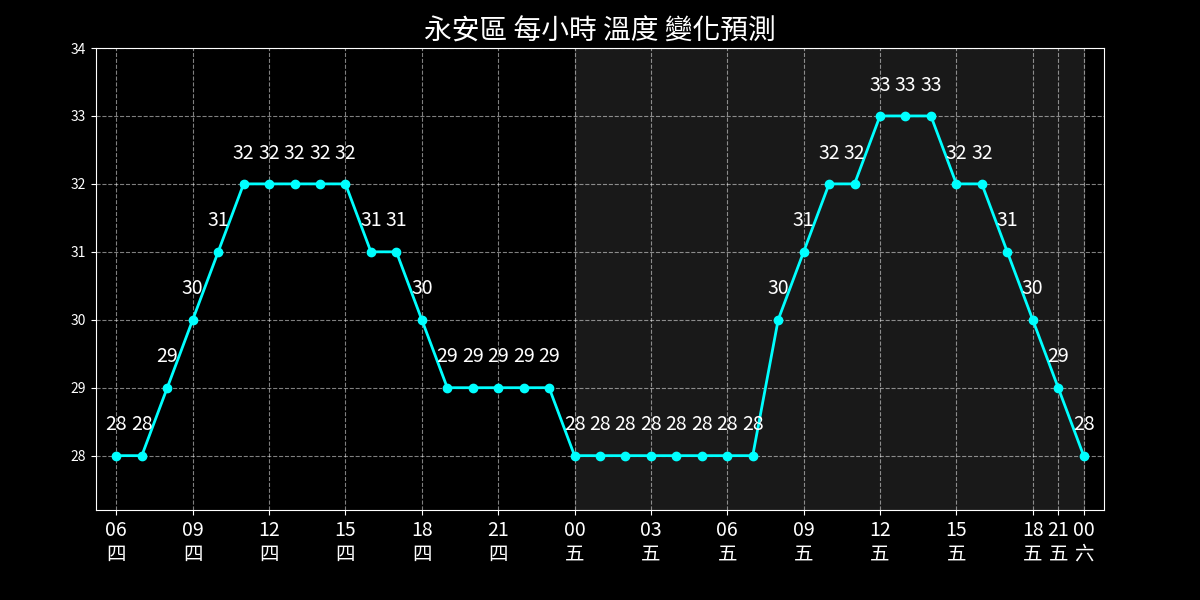 永安區 每小時 溫度 變化預測
34
33 33 33
33
32 32 32 32 32 32 32 32 32
32
31 31 31 31 31
31
30 30 30 30
30
29 29 29 29 29 29 29
29
28 28 28 28 28 28 28 28 28 28 28
28
06 09 12 15 18 21 00 03 06 09 12 15 18 21 00
四 四 四 四 四 四 五 五 五 五 五 五 五 五 六